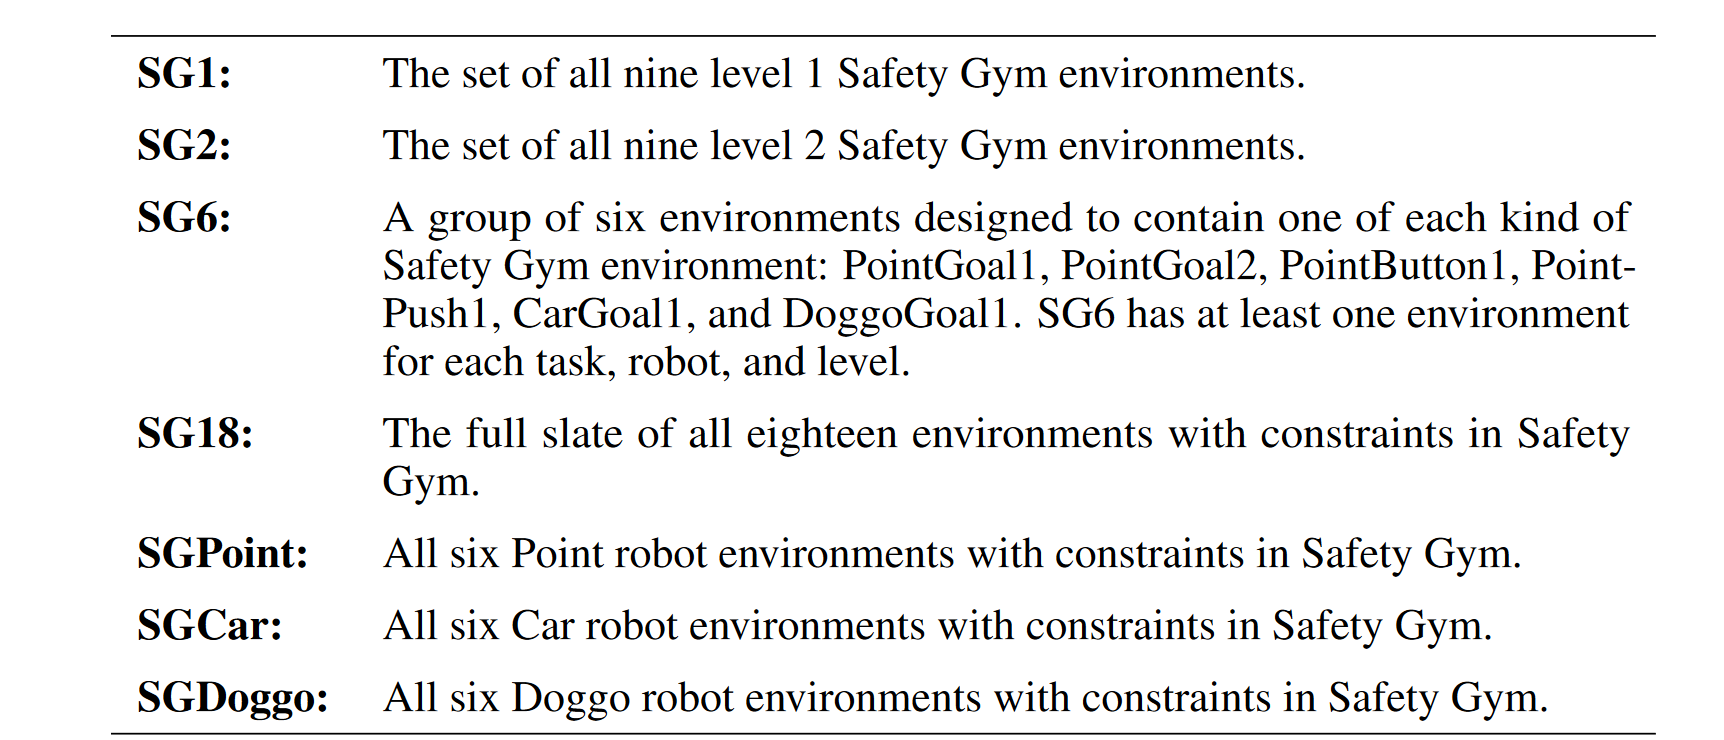 SG1: The set of all nine level 1 Safety Gym environments.
SG2: The set of all nine level 2 Safety Gym environments.
SG6: A group of six environments designed to contain one of each kind of
Safety Gym environment: PointGoal1, PointGoal2, PointButton1, Point-
Push1, CarGoal1, and DoggoGoal1. SG6 has at least one environment
for each task, robot, and level.
SG18: The full slate of all eighteen environments with constraints in Safety
Gym.
SGPoint: All six Point robot environments with constraints in Safety Gym.
SGCar: All six Car robot environments with constraints in Safety Gym.
SGDoggo: All six Doggo robot environments with constraints in Safety Gym.